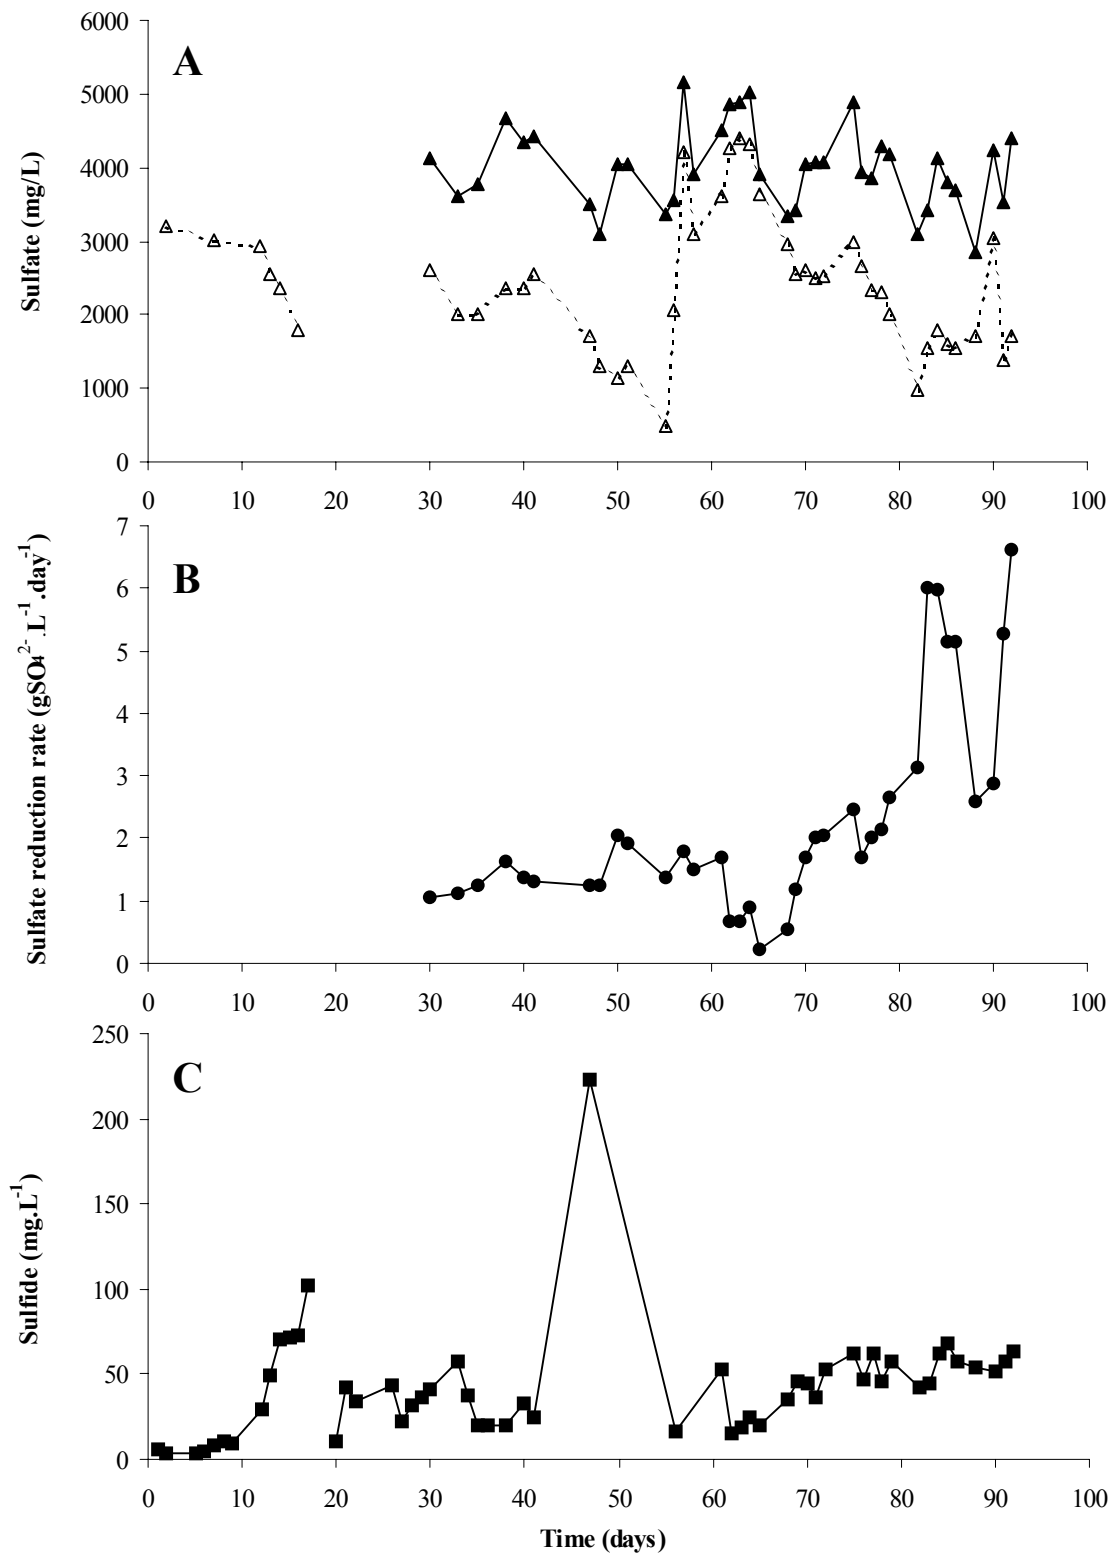 A
Sulfate (mg/L)
6000
5000
4000
3000
2000
1000
0
0 10 20 30 40 50 60 70 80 90 100
B
Sulfate reduction rate (gSO₄²⁻.L⁻¹.day⁻¹)
7
6
5
4
3
2
1
0
0 10 20 30 40 50 60 70 80 90 100
C
Sulfide (mg.L⁻¹)
250
200
150
100
50
0
0 10 20 30 40 50 60 70 80 90 100
Time (days)